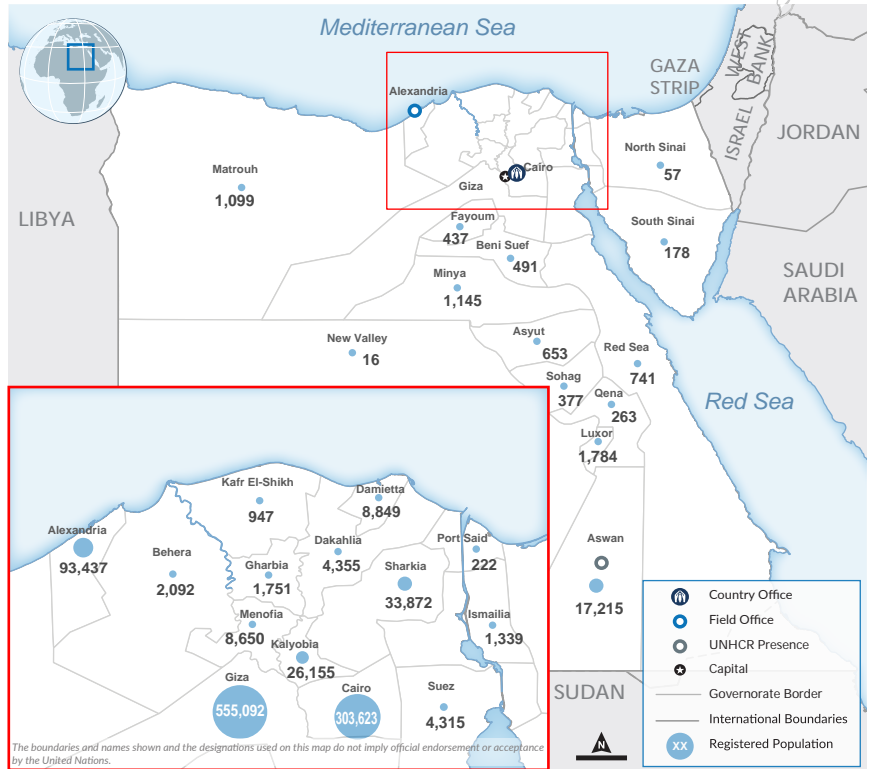 Mediterranean Sea
GAZA
STRIP
WEST
BANK
ISRAEL
JORDAN
Alexandria
Cairo
Giza
North Sinai
57
Matrouh
1,099
LIBYA
Fayoum
437
Beni Suef
491
South Sinai
178
SAUDI
ARABIA
Minya
1,145
New Valley
16
Asyut
653
Red Sea
741
Sohag
377
Qena
263
Red Sea
Luxor
1,784
Aswan
17,215
SUDAN
N
Kafr El-Shikh
947
Damietta
8,849
Alexandria
93,437
Behera
2,092
Dakahlia
4,355
Port Said
222
Gharbia
1,751
Sharkia
33,872
Menofia
8,650
Ismailia
1,339
Kalyobia
26,155
Giza
555,092
Cairo
303,623
Suez
4,315
The boundaries and names shown and the designations used on this map do not imply official endorsement or acceptance
by the United Nations.
Country Office
Field Office
UNHCR Presence
Capital
Governorate Border
International Boundaries
XX Registered Population